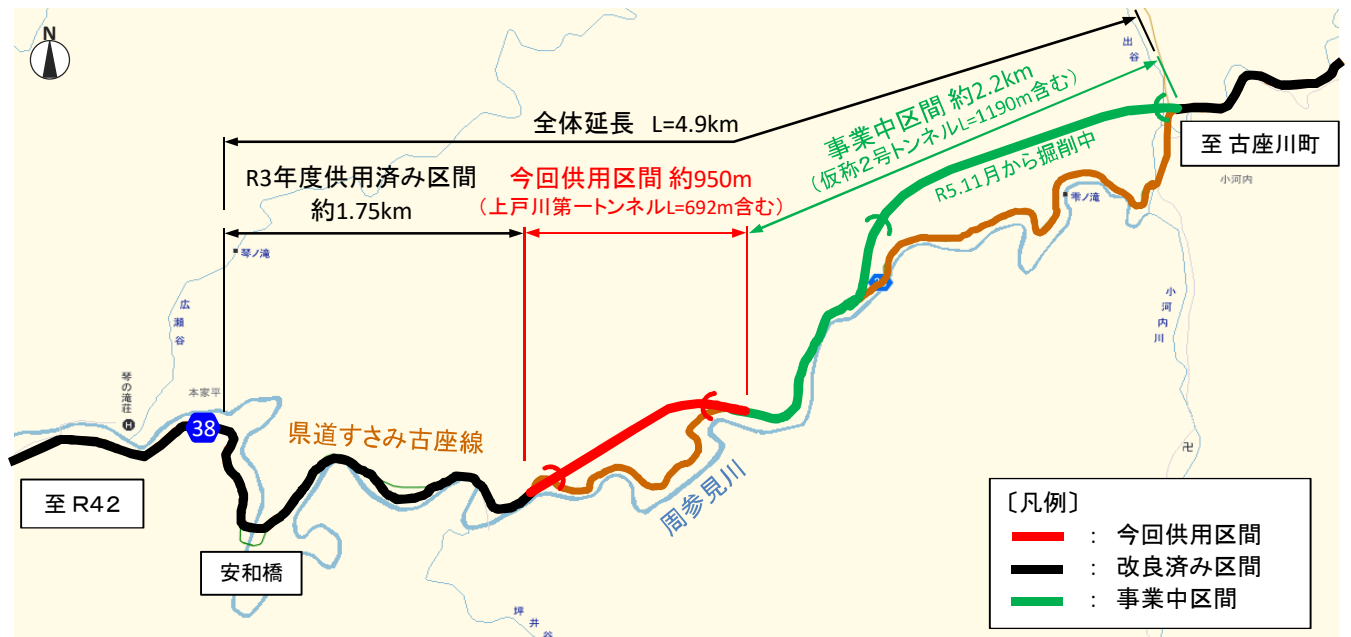 N
出谷
全体延長 L=4.9km
事業中区間 約2.2km
（仮称２号トンネルL=1190m含む）
R5.11月から掘削中
至 古座川町
小河内
R3年度供用済み区間
約1.75km
今回供用区間 約950m
（上戸川第一トンネルL=692m含む）
雫ノ滝
琴ノ滝
広瀬谷
小河内川
琴の滝荘
H
本家平
38
県道すさみ古座線
周参見川
至 R42
安和橋
坪井谷
〔凡例〕
： 今回供用区間
： 改良済み区間
： 事業中区間